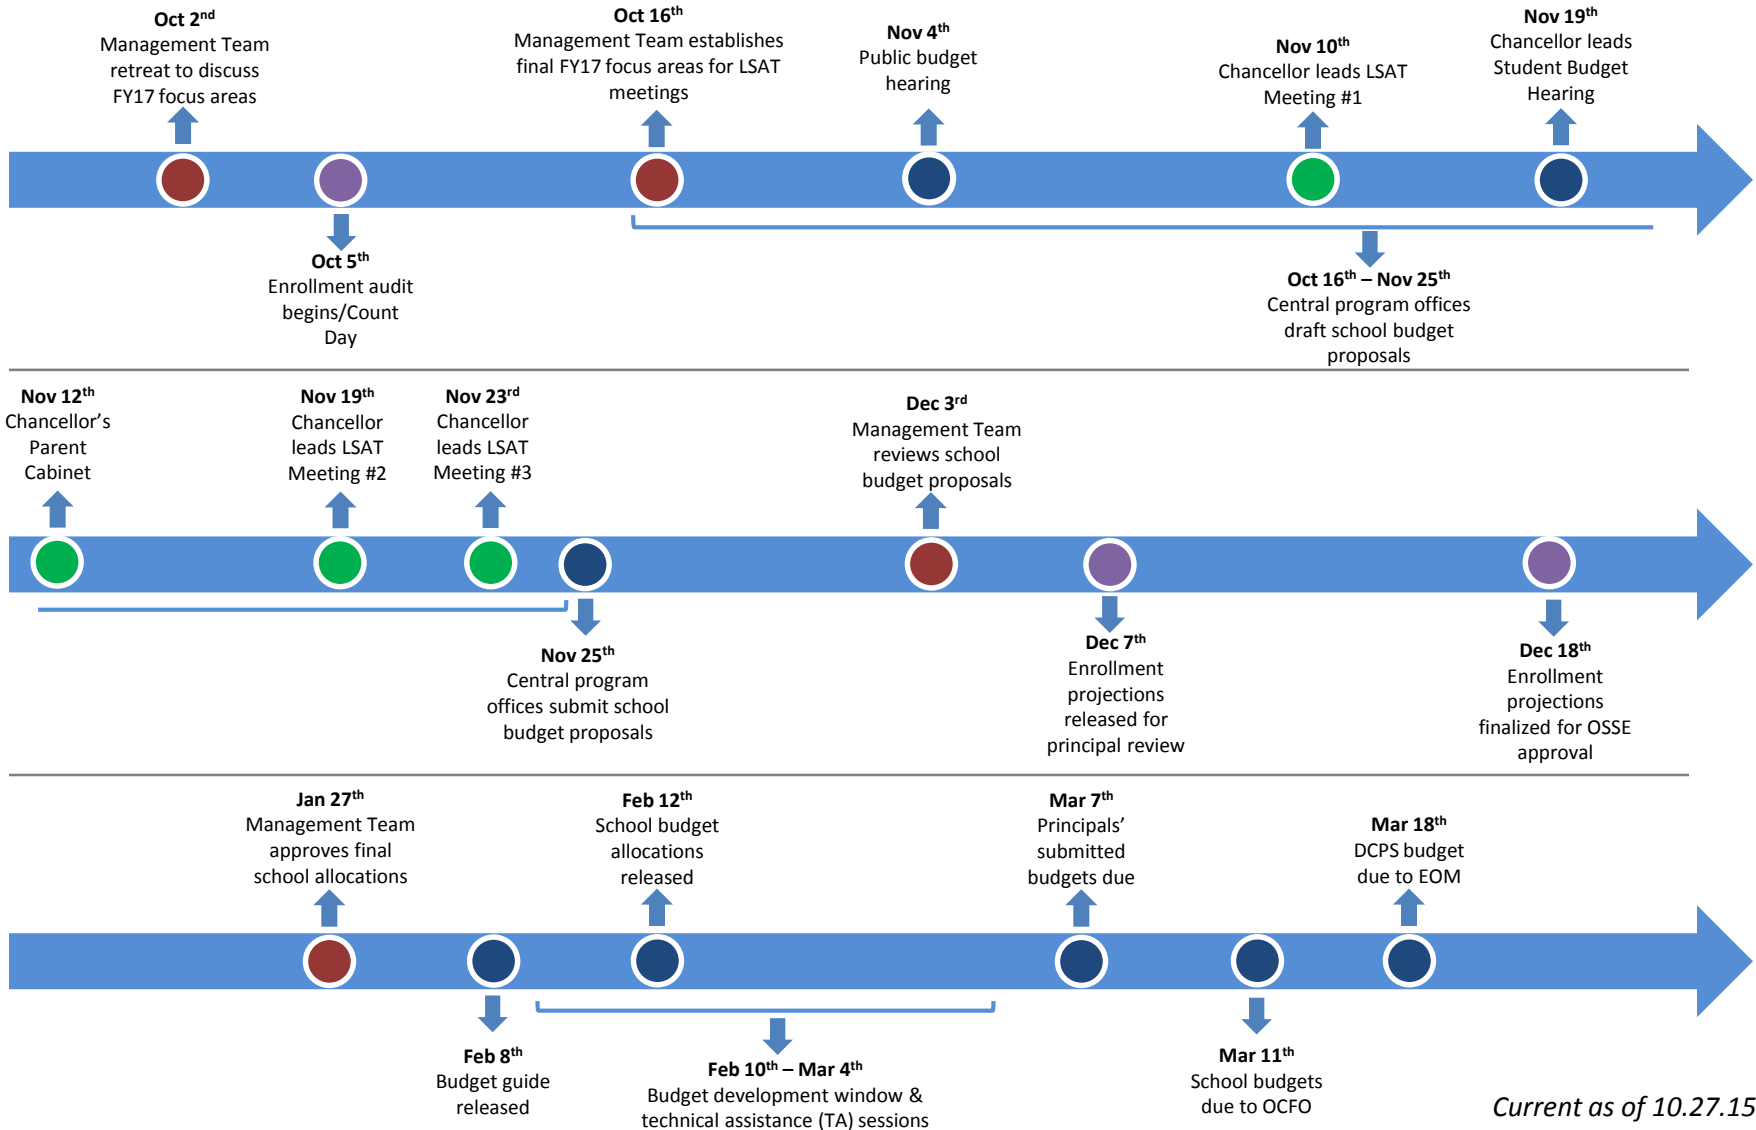 Oct 2nd
Management Team
retreat to discuss
FY17 focus areas
Oct 16th
Management Team establishes
final FY17 focus areas for LSAT
meetings
Nov 4th
Public budget
hearing
Nov 10th
Chancellor leads LSAT
Meeting #1
Nov 19th
Chancellor leads
Student Budget
Hearing
Oct 5th
Enrollment audit
begins/Count
Day
Oct 16th – Nov 25th
Central program offices
draft school budget
proposals
Nov 12th
Chancellor's
Parent
Cabinet
Nov 19th
Chancellor
leads LSAT
Meeting #2
Nov 23rd
Chancellor
leads LSAT
Meeting #3
Dec 3rd
Management Team
reviews school
budget proposals
Nov 25th
Central program
offices submit school
budget proposals
Dec 7th
Enrollment
projections
released for
principal review
Dec 18th
Enrollment
projections
finalized for OSSE
approval
Jan 27th
Management Team
approves final
school allocations
Feb 12th
School budget
allocations
released
Mar 7th
Principals'
submitted
budgets due
Mar 18th
DCPS budget
due to EOM
Feb 8th
Budget guide
released
Feb 10th – Mar 4th
Budget development window &
technical assistance (TA) sessions
Mar 11th
School budgets
due to OCFO
Current as of 10.27.15